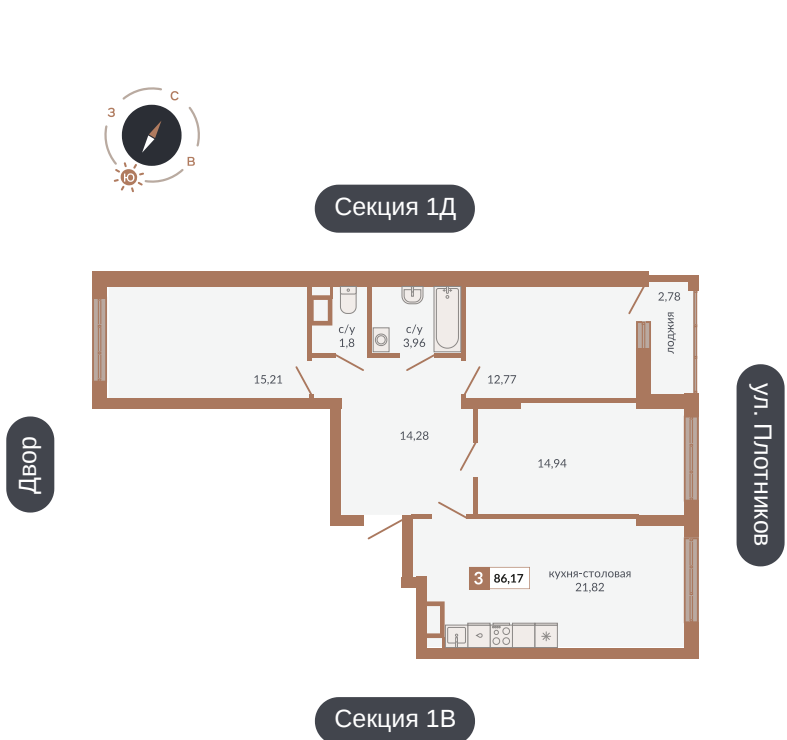 С
З
В
Ю
Секция 1Д
2,78
лоджия
с/у
1,8
с/у
3,96
15,21
12,77
14,28
14,94
Двор
ул. Плотников
3 86,17
кухня-столовая
21,82
Секция 1В